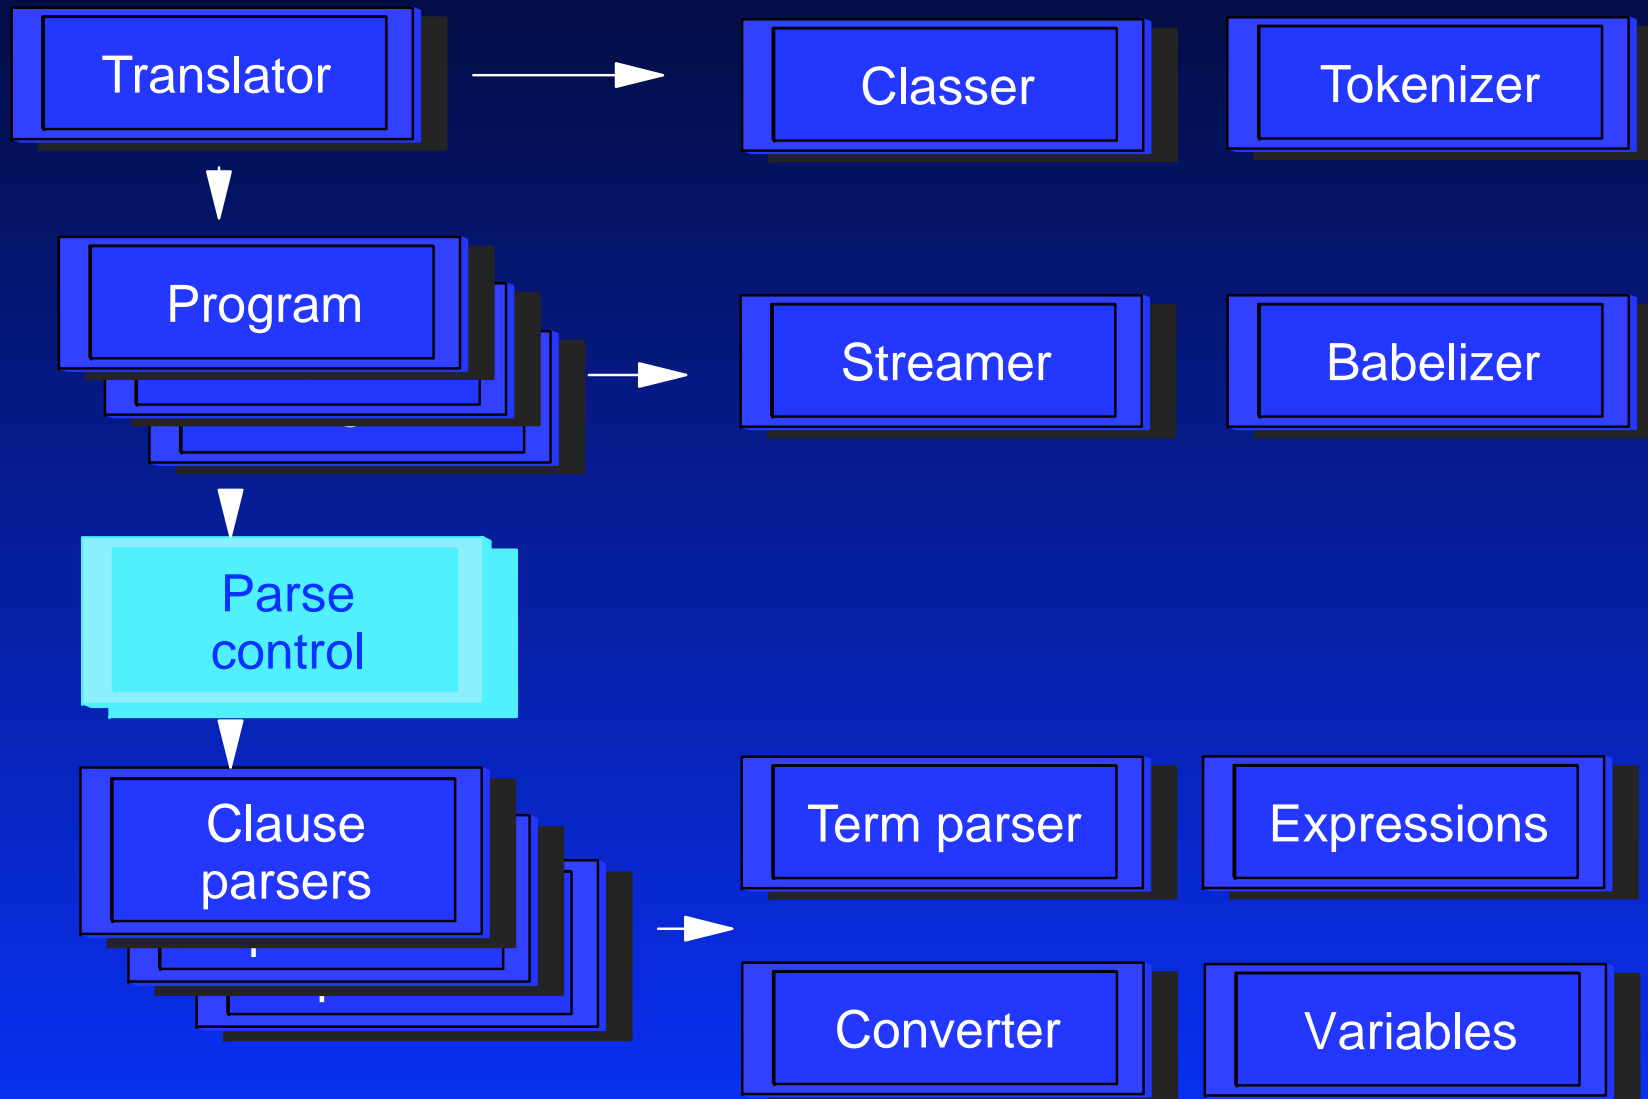 Translator
Classer
Tokenizer
Program
Streamer
Babelizer
Parse
control
Clause
parsers
Term parser
Expressions
Converter
Variables